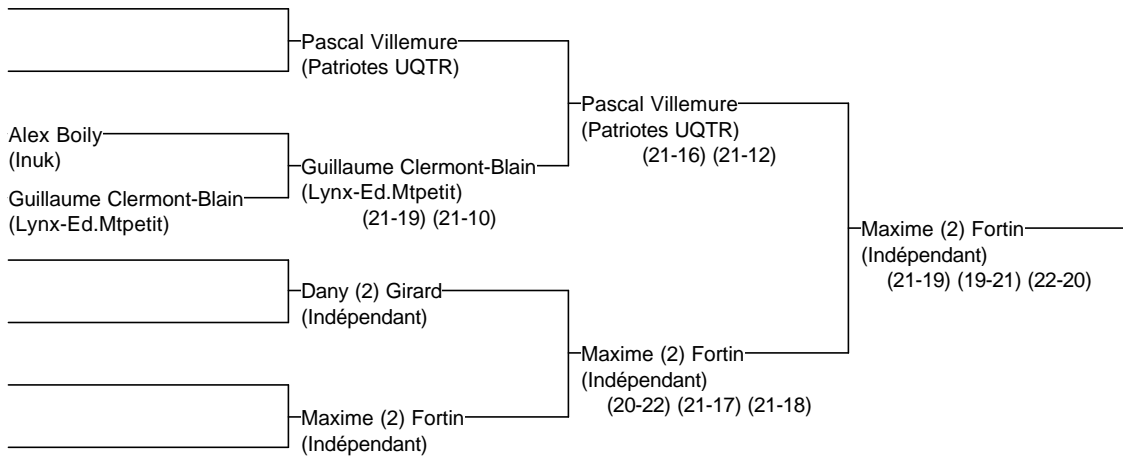 Pascal Villemure
(Patriotes UQTR)
Pascal Villemure
(Patriotes UQTR)
(21-16) (21-12)
Alex Boily
(Inuk)
Guillaume Clermont-Blain
(Lynx-Ed.Mtpetit)
(21-19) (21-10)
Guillaume Clermont-Blain
(Lynx-Ed.Mtpetit)
Maxime (2) Fortin
(Indépendant)
(21-19) (19-21) (22-20)
Dany (2) Girard
(Indépendant)
Maxime (2) Fortin
(Indépendant)
(20-22) (21-17) (21-18)
Maxime (2) Fortin
(Indépendant)